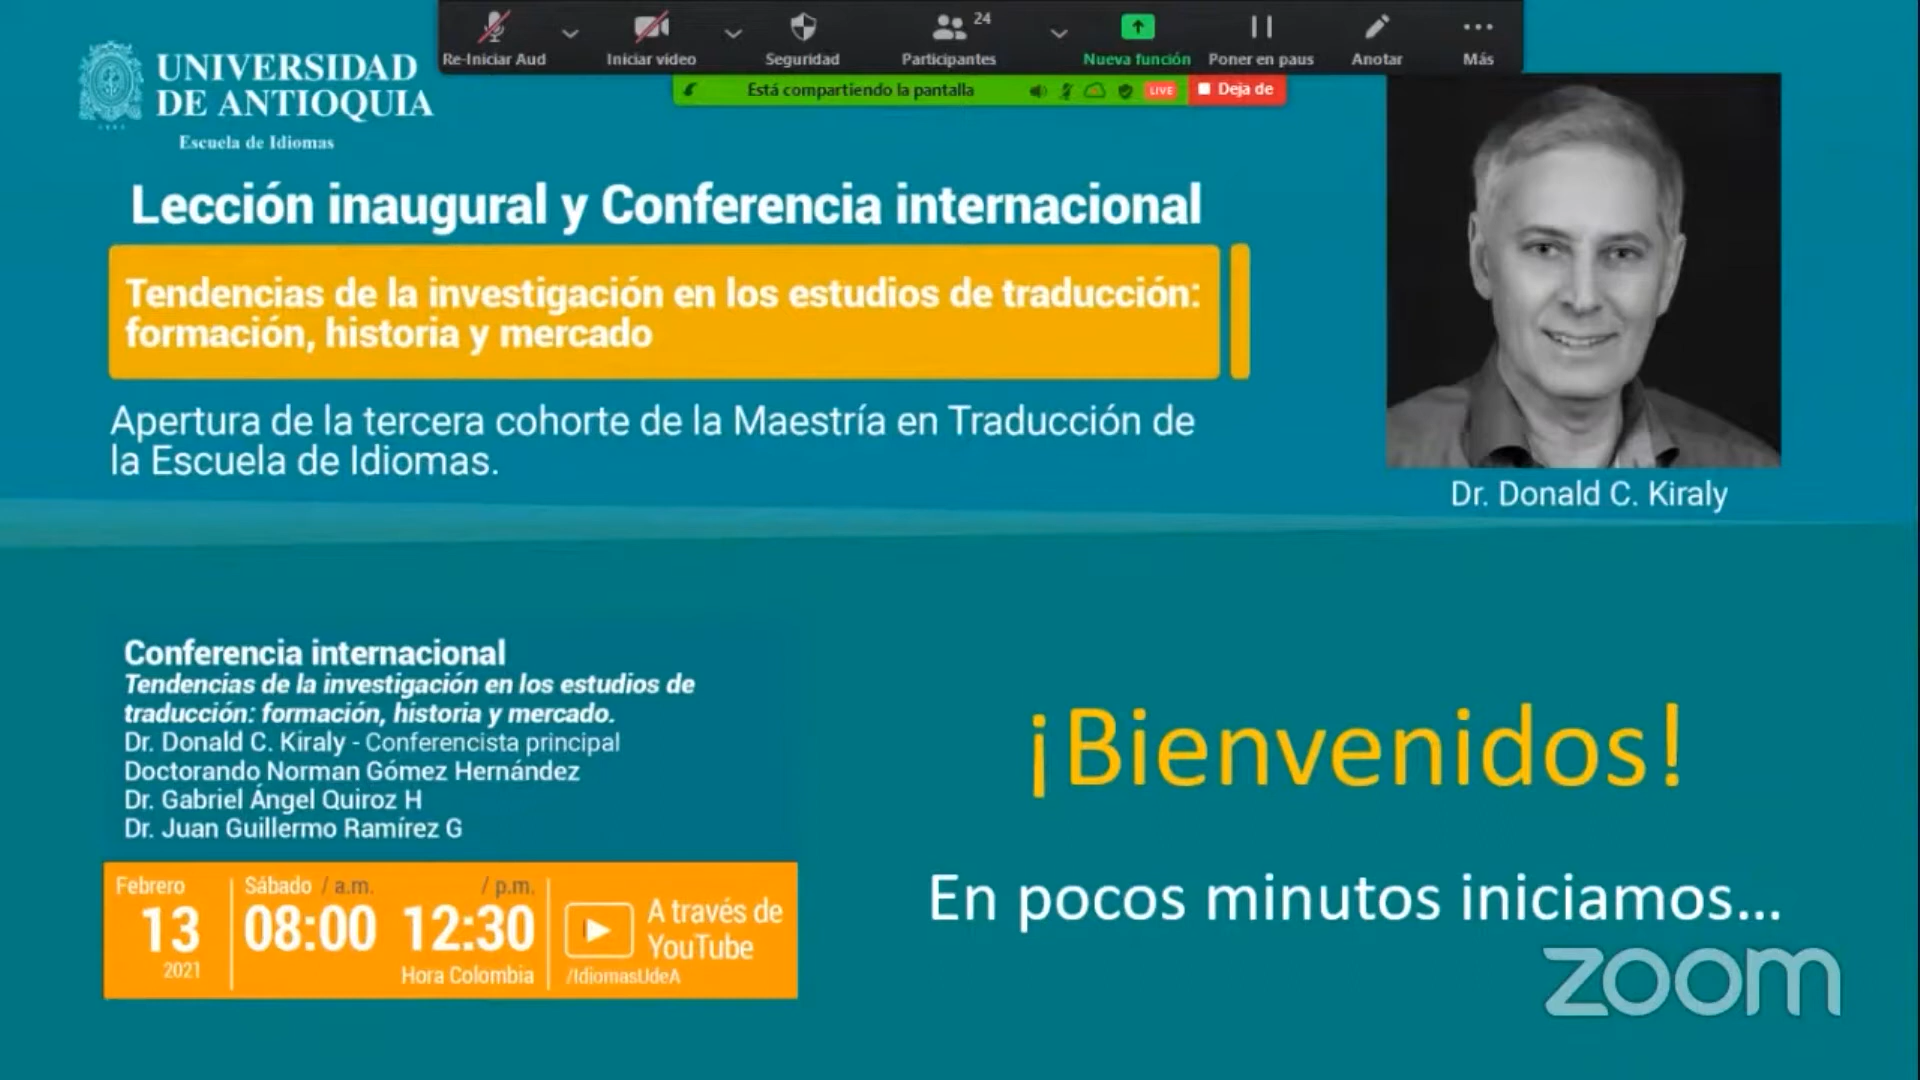 Re-Iniciar Aud
Iniciar video
Seguridad
Participantes
24
Nueva función
Poner en paus
Anotar
Más
Está compartiendo la pantalla
LIVE
Deja de
UNIVERSIDAD
DE ANTIOQUIA
1803
Escuela de Idiomas
Lección inaugural y Conferencia internacional
Tendencias de la investigación en los estudios de traducción:
formación, historia y mercado
Apertura de la tercera cohorte de la Maestría en Traducción de
la Escuela de Idiomas.
Dr. Donald C. Kiraly
Conferencia internacional
Tendencias de la investigación en los estudios de
traducción: formación, historia y mercado.
Dr. Donald C. Kiraly - Conferencista principal
Doctorando Norman Gómez Hernández
Dr. Gabriel Ángel Quiroz H
Dr. Juan Guillermo Ramírez G
Febrero
13
2021
Sábado / a.m. / p.m.
08:00 12:30
Hora Colombia
A través de
YouTube
/IdiomasUdeA
¡Bienvenidos!
En pocos minutos iniciamos...
zoom